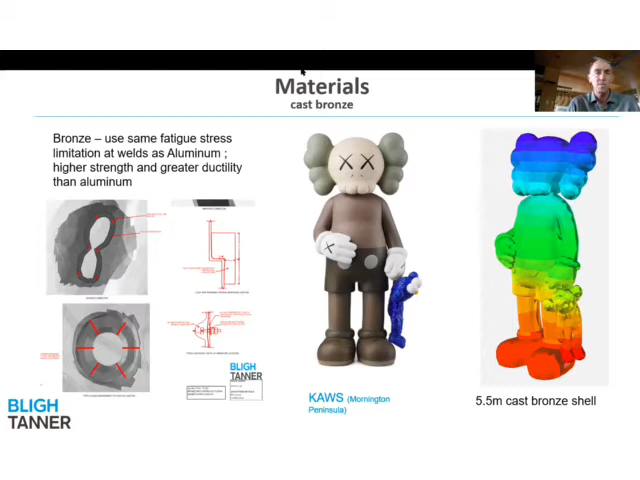 Materials
cast bronze
Bronze – use same fatigue stress
limitation at welds as Aluminum ;
higher strength and greater ductility
than aluminum
BLIGH
TANNER
BLIGH
TANNER
KAWS (Mornington
Peninsula)
5.5m cast bronze shell